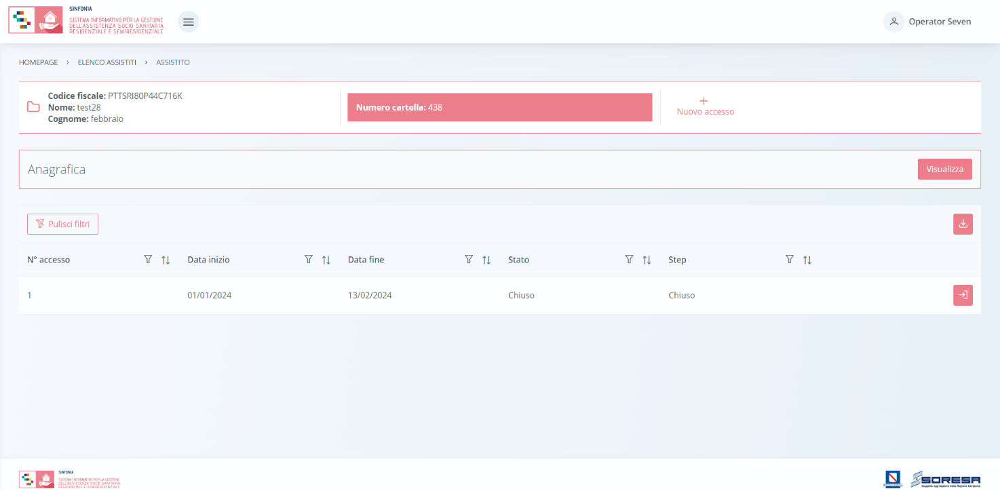 SINFONIA
SISTEMA INFORMATIVO PER LA GESTIONE
DELL'ASSISTENZA SOCIO SANITARIA
RESIDENZIALE E SEMIRESIDENZIALE
Operator Seven
HOMEPAGE > ELENCO ASSISTITI > ASSISTITO
Codice fiscale: PTTSRI80P44C716K
Nome: test28
Cognome: febbraio
Numero cartella: 438
Nuovo accesso
Anagrafica
Visualizza
Pulisci filtri
N° accesso Data inizio Data fine Stato Step
1 01/01/2024 13/02/2024 Chiuso Chiuso
SINFONIA
SISTEMA INFORMATIVO PER LA GESTIONE
DELL'ASSISTENZA SOCIO SANITARIA
RESIDENZIALE E SEMIRESIDENZIALE
REGIONE CAMPANIA
SORESA
Soggetto Aggregatore della Regione Campania